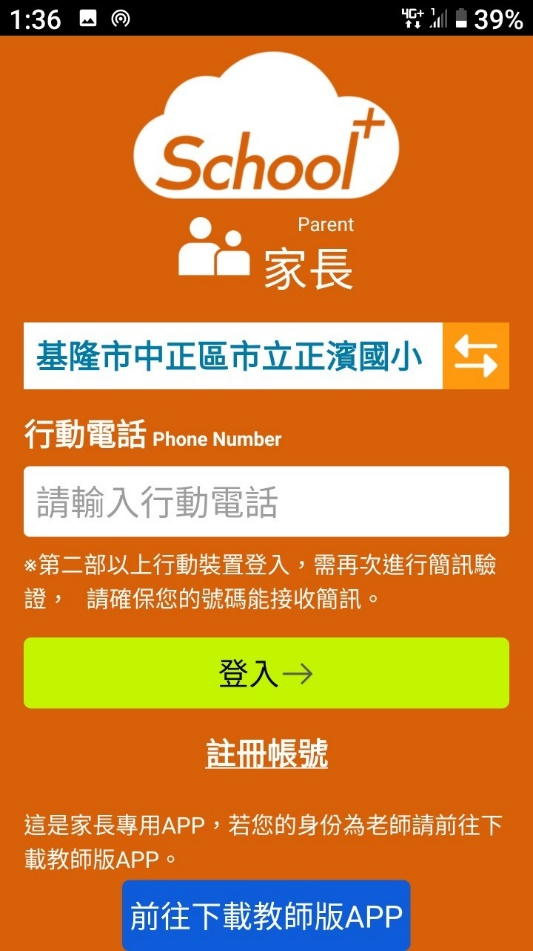 1:36 4G+ 1 39%
School+
Parent
家長
基隆市中正區市立正濱國小
行動電話 Phone Number
請輸入行動電話
※第二部以上行動裝置登入，需再次進行簡訊驗
證， 請確保您的號碼能接收簡訊。
登入→
註冊帳號
這是家長專用APP，若您的身份為老師請前往下
載教師版APP。
前往下載教師版APP